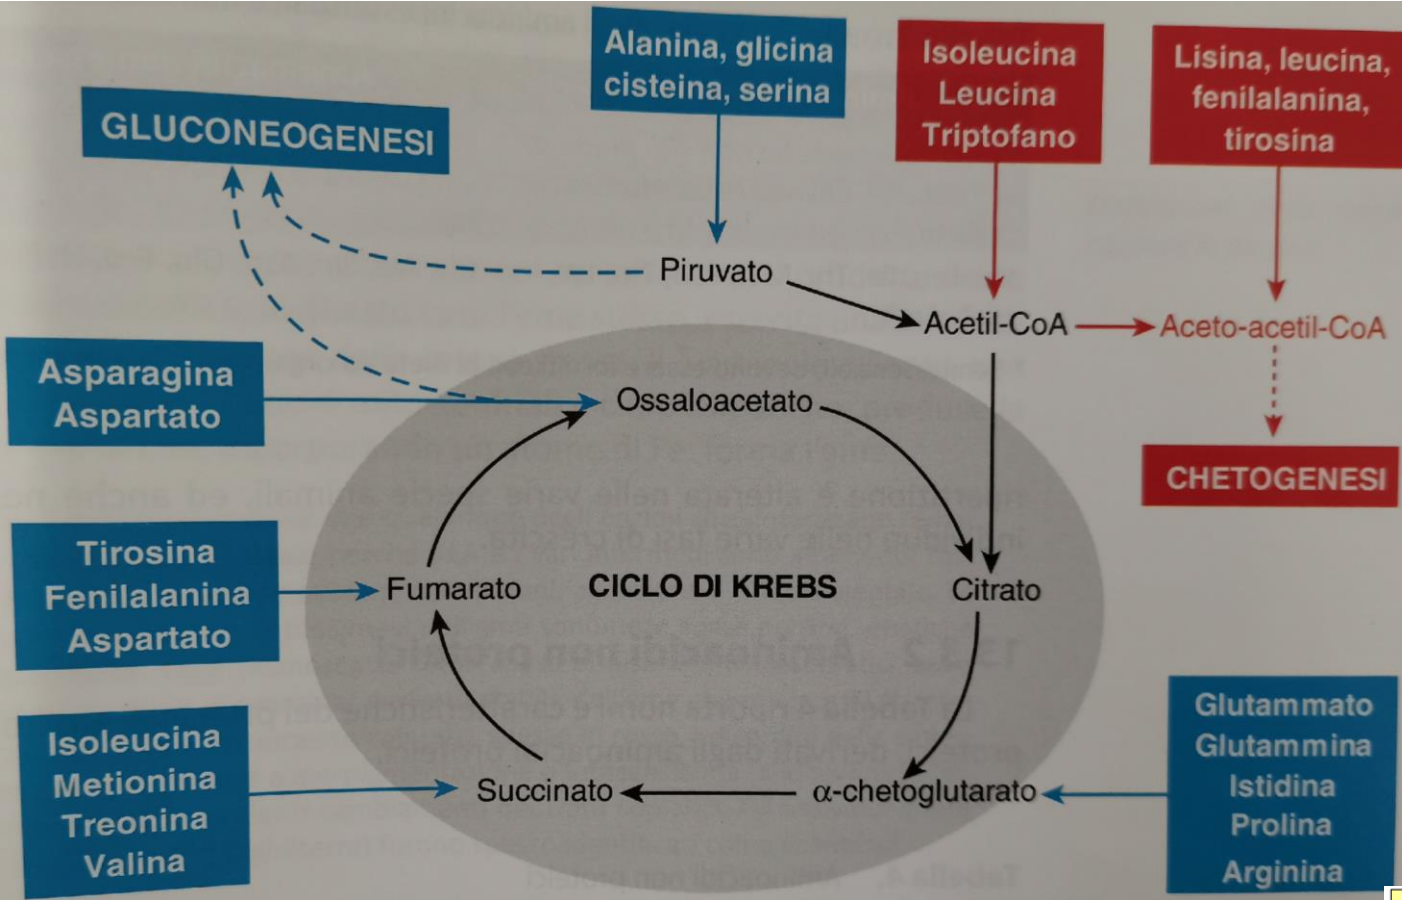 Alanina, glicina
cisteina, serina
Isoleucina
Leucina
Triptofano
Lisina, leucina,
fenilalanina,
tirosina
GLUCONEOGENESI
Piruvato
Acetil-CoA
Aceto-acetil-CoA
Asparagina
Aspartato
Ossaloacetato
CHETOGENESI
Tirosina
Fenilalanina
Aspartato
Fumarato
CICLO DI KREBS
Citrato
Isoleucina
Metionina
Treonina
Valina
Succinato
α-chetoglutarato
Glutammato
Glutammina
Istidina
Prolina
Arginina